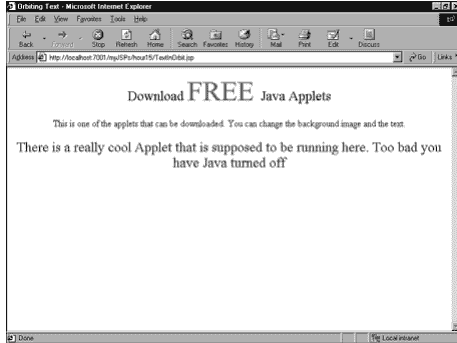 Orbiting Text - Microsoft Internet Explorer
File Edit View Favorites Tools Help
Back Forward Stop Refresh Home Search Favorites History Mail Print Edit Discuss
Address http://localhost:7001/myJSPs/hour15/TextInOrbit.jsp Go Links
Download FREE Java Applets
This is one of the applets that can be downloaded. You can change the background image and the text.
There is a really cool Applet that is supposed to be running here. Too bad you
have Java turned off
Done Local intranet